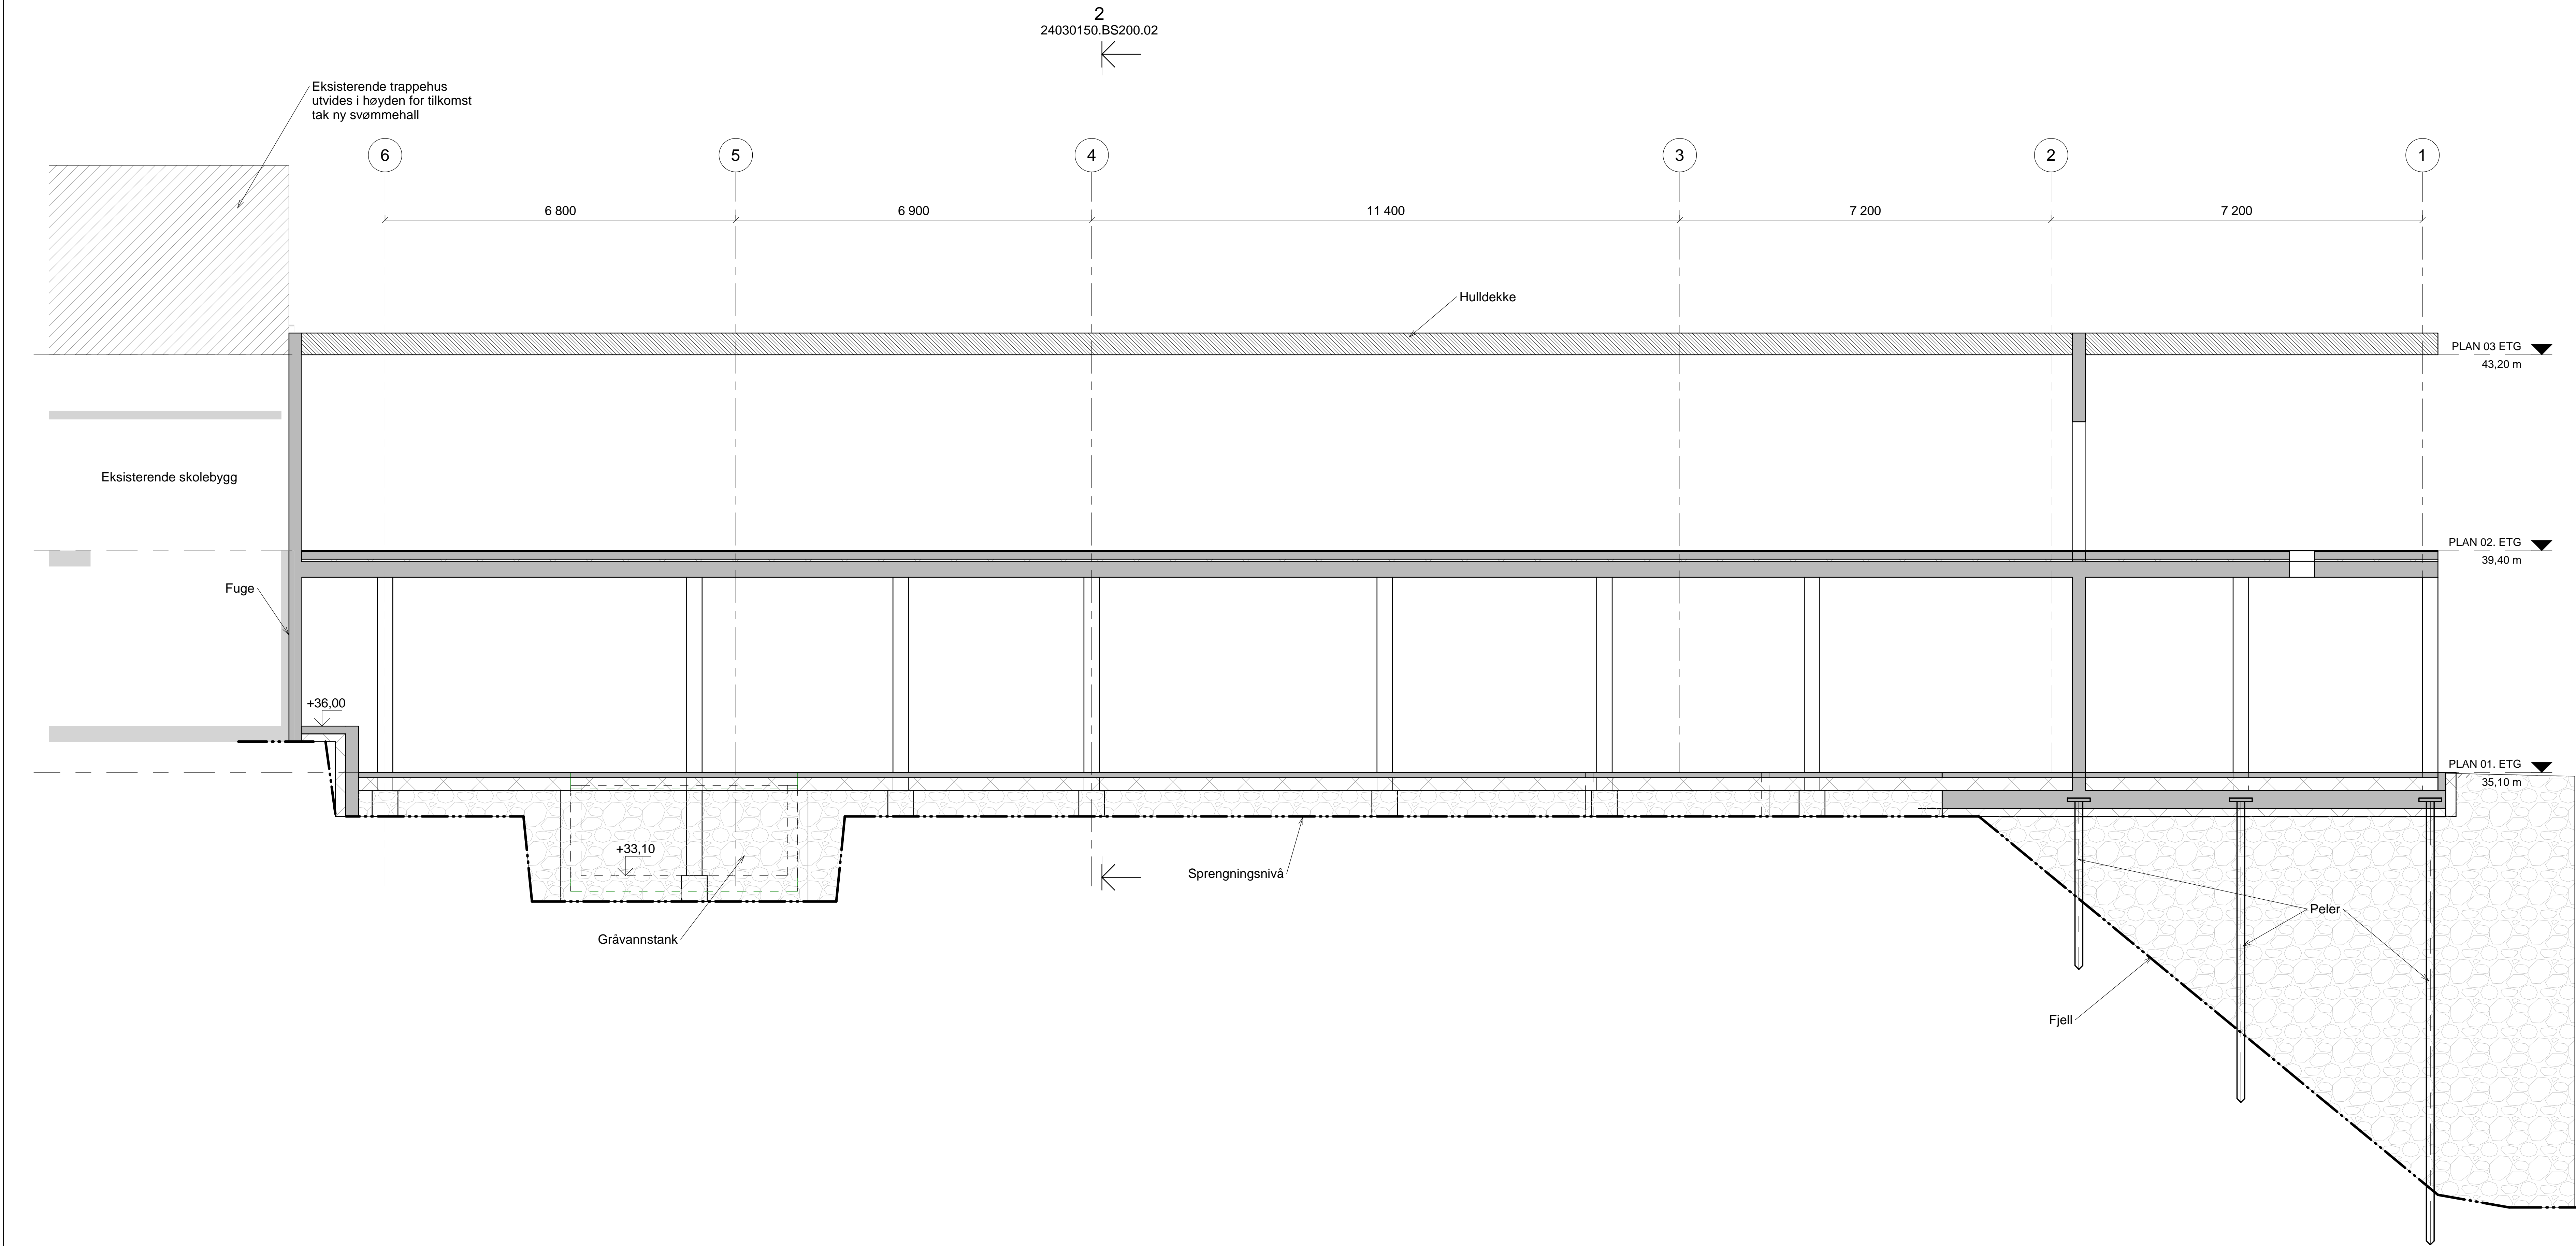 2
24030150.BS200.02
Eksisterende trappehus
utvides i høyden for tilkomst
tak ny svømmehall
6
5
4
3
2
1
6 800
6 900
11 400
7 200
7 200
Hulldekke
PLAN 03 ETG
43,20 m
Eksisterende skolebygg
PLAN 02. ETG
39,40 m
Fuge
+36,00
PLAN 01. ETG
35,10 m
+33,10
Sprengningsnivå
Gråvannstank
Peler
Fjell